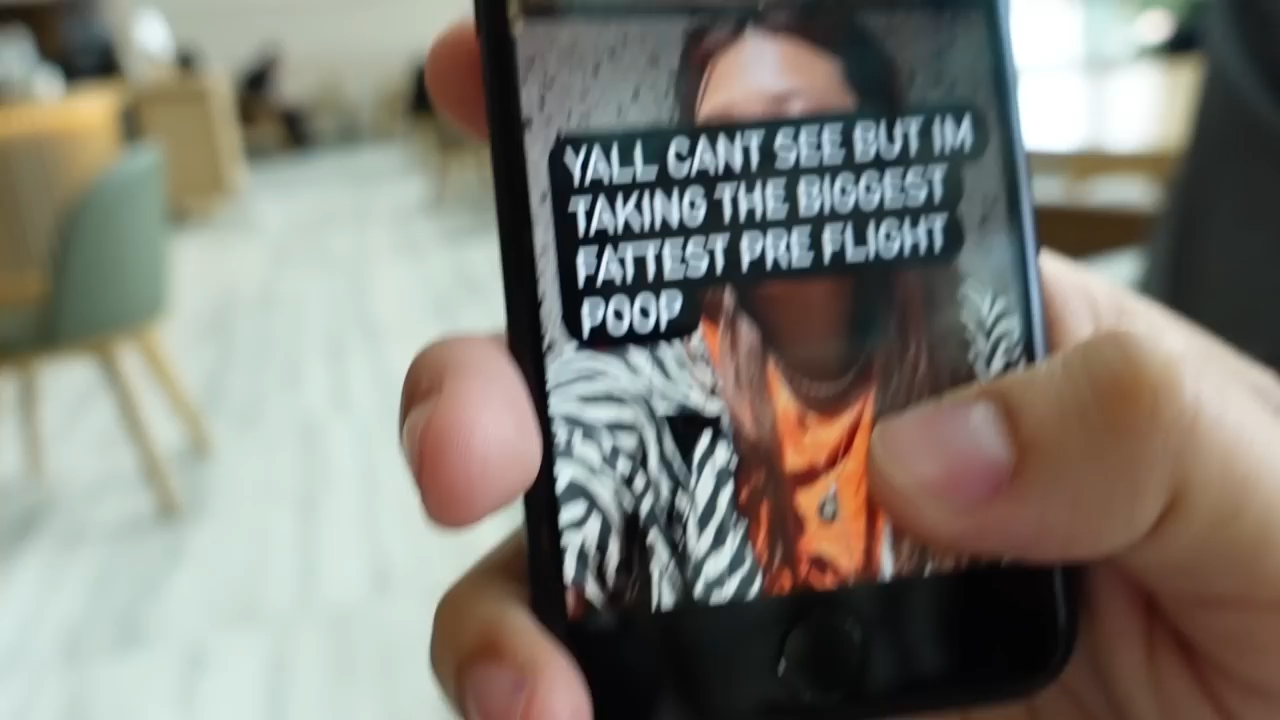 YALL CANT SEE BUT IM
TAKING THE BIGGEST
FATTEST PRE FLIGHT
POOP